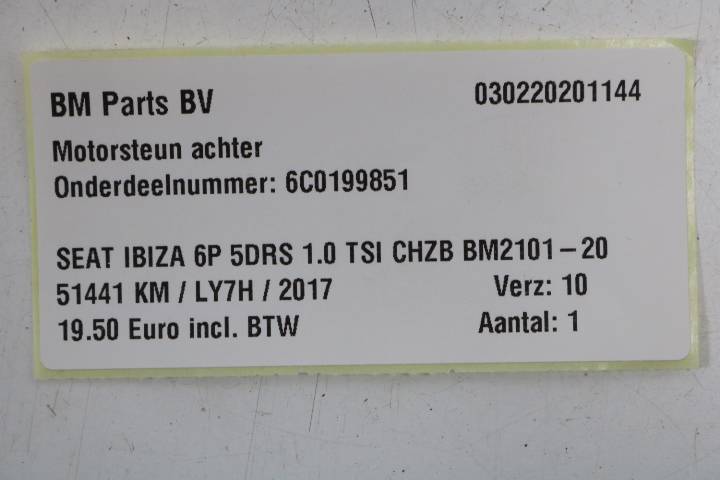 BM Parts BV 030220201144
Motorsteun achter
Onderdeelnummer: 6C0199851
SEAT IBIZA 6P 5DRS 1.0 TSI CHZB BM2101-20
51441 KM / LY7H / 2017 Verz: 10
19.50 Euro incl. BTW Aantal: 1